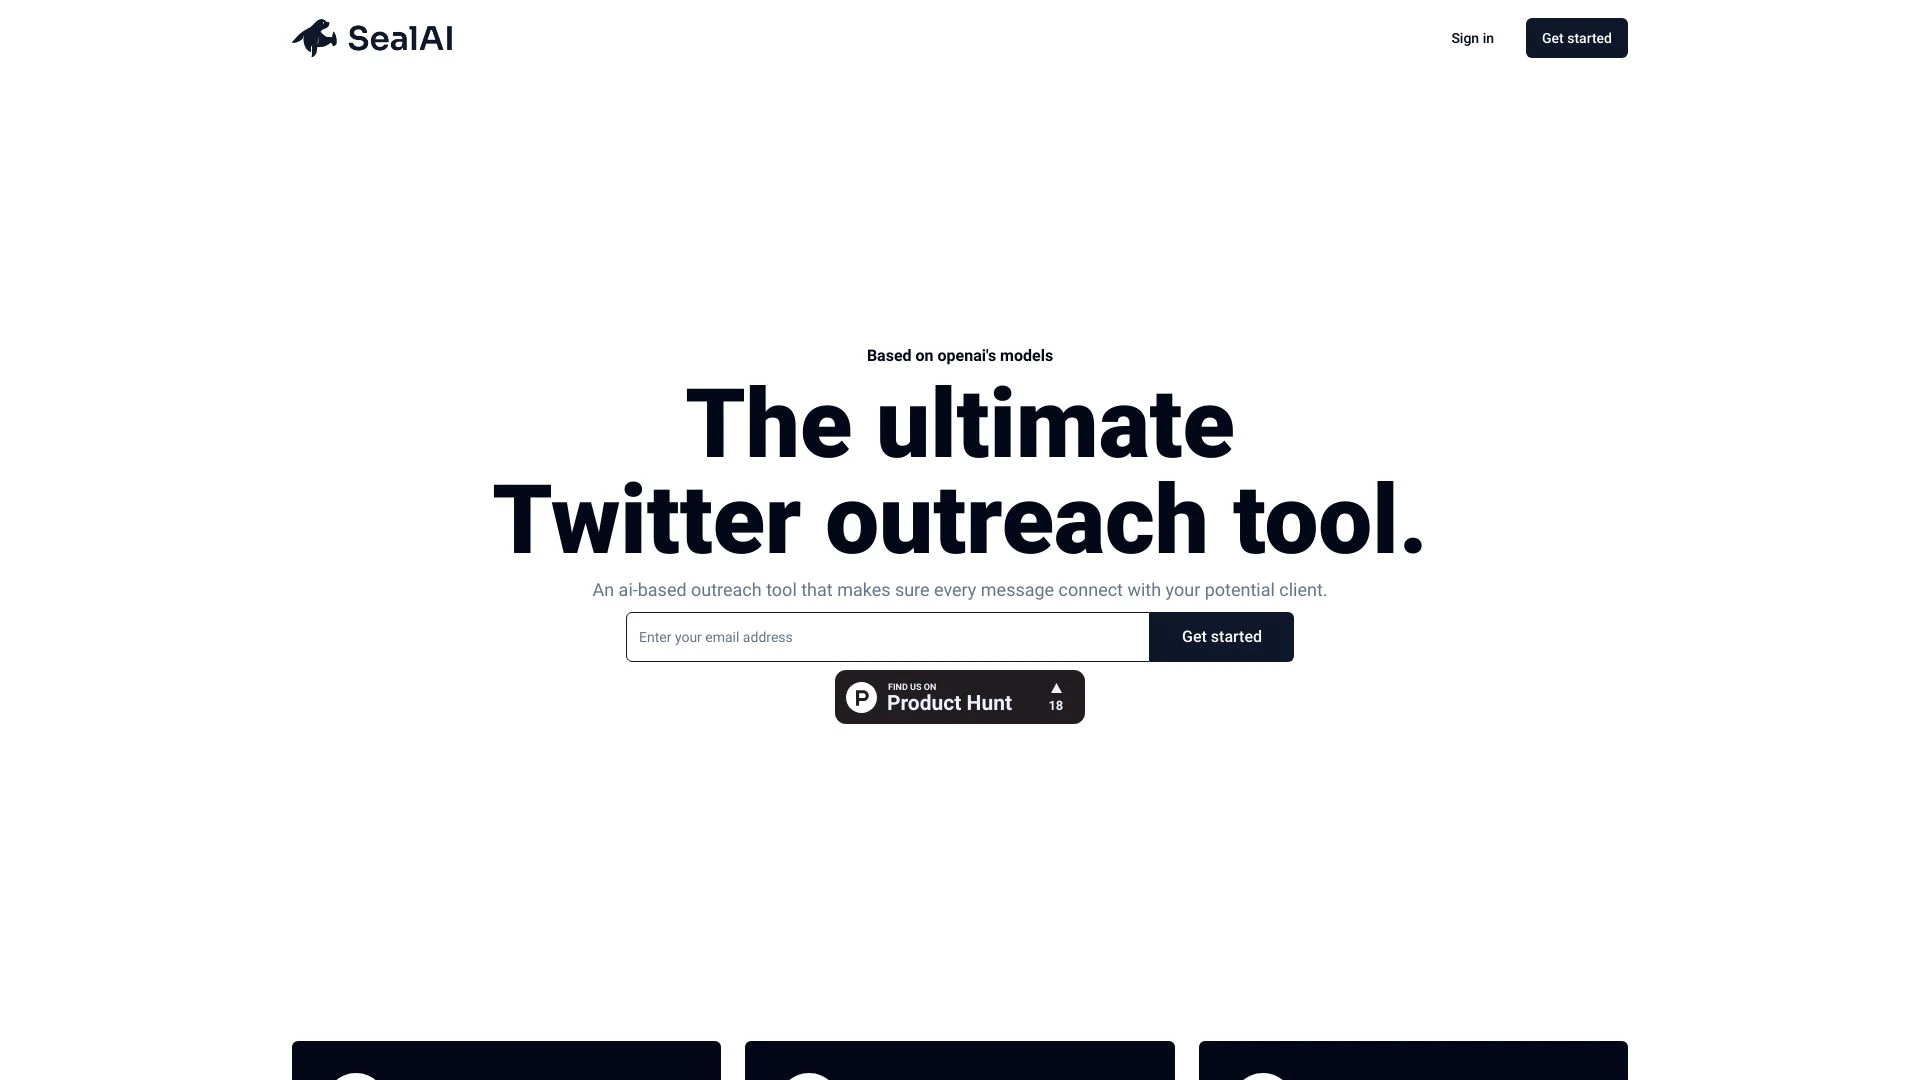 SealAI
Sign in
Get started
Based on openai's models
The ultimate
Twitter outreach tool.
An ai-based outreach tool that makes sure every message connect with your potential client.
Enter your email address
Get started
P
FIND US ON
Product Hunt
▲
18